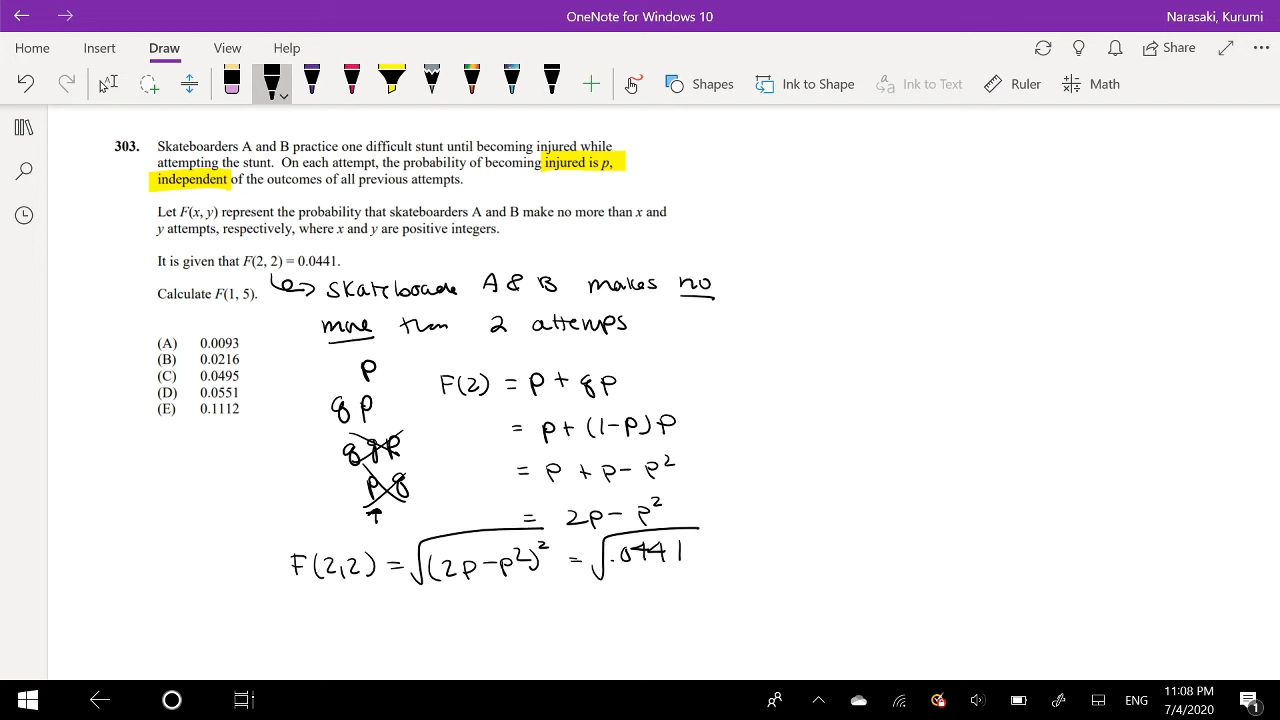 OneNote for Windows 10
Narasaki, Kurumi
Home Insert Draw View Help
Share
Shapes Ink to Shape Ink to Text Ruler Math
303. Skateboarders A and B practice one difficult stunt until becoming injured while
attempting the stunt. On each attempt, the probability of becoming injured is p,
independent of the outcomes of all previous attempts.
Let F(x, y) represent the probability that skateboarders A and B make no more than x and
y attempts, respectively, where x and y are positive integers.
It is given that F(2, 2) = 0.0441.
Calculate F(1, 5).
skateboarde A & B makes no
more than 2 attemps
(A) 0.0093
(B) 0.0216
(C) 0.0495
(D) 0.0551
(E) 0.1112
p
qp
qqp
pq
F(2) = p + qp
= p + (1-p)p
= p + p - p²
= 2p - p²
F(2,2) = √(2p-p²)² = √.0441
ENG
11:08 PM
7/4/2020
1